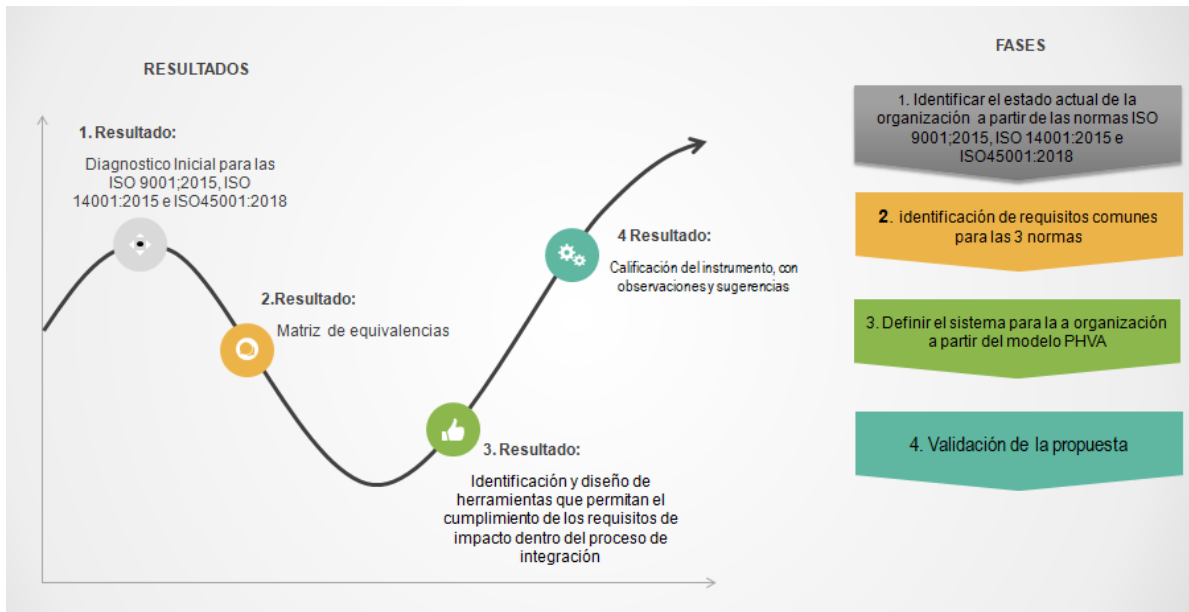 RESULTADOS
1. Resultado:
Diagnostico Inicial para las
ISO 9001;2015, ISO
14001:2015 e ISO45001:2018
2.Resultado:
Matriz de equivalencias
3. Resultado:
Identificación y diseño de
herramientas que permitan el
cumplimiento de los requisitos de
impacto dentro del proceso de
integración
4 Resultado:
Calificación del instrumento, con
observaciones y sugerencias
FASES
1. Identificar el estado actual de la
organización a partir de las normas ISO
9001;2015, ISO 14001:2015 e
ISO45001:2018
2. identificación de requisitos comunes
para las 3 normas
3. Definir el sistema para la a organización
a partir del modelo PHVA
4. Validación de la propuesta